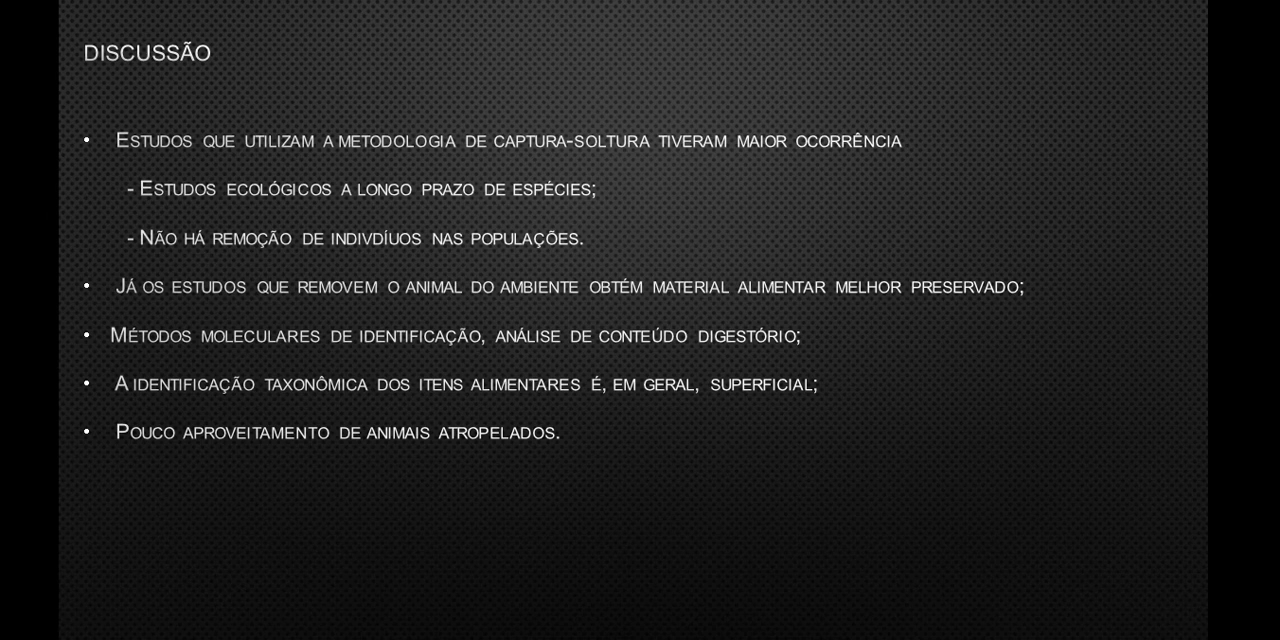 DISCUSSÃO
• ESTUDOS QUE UTILIZAM A METODOLOGIA DE CAPTURA-SOLTURA TIVERAM MAIOR OCORRÊNCIA
- ESTUDOS ECOLÓGICOS A LONGO PRAZO DE ESPÉCIES;
- NÃO HÁ REMOÇÃO DE INDIVDÍUOS NAS POPULAÇÕES.
• JÁ OS ESTUDOS QUE REMOVEM O ANIMAL DO AMBIENTE OBTÉM MATERIAL ALIMENTAR MELHOR PRESERVADO;
• MÉTODOS MOLECULARES DE IDENTIFICAÇÃO, ANÁLISE DE CONTEÚDO DIGESTÓRIO;
• A IDENTIFICAÇÃO TAXONÔMICA DOS ITENS ALIMENTARES É, EM GERAL, SUPERFICIAL;
• POUCO APROVEITAMENTO DE ANIMAIS ATROPELADOS.